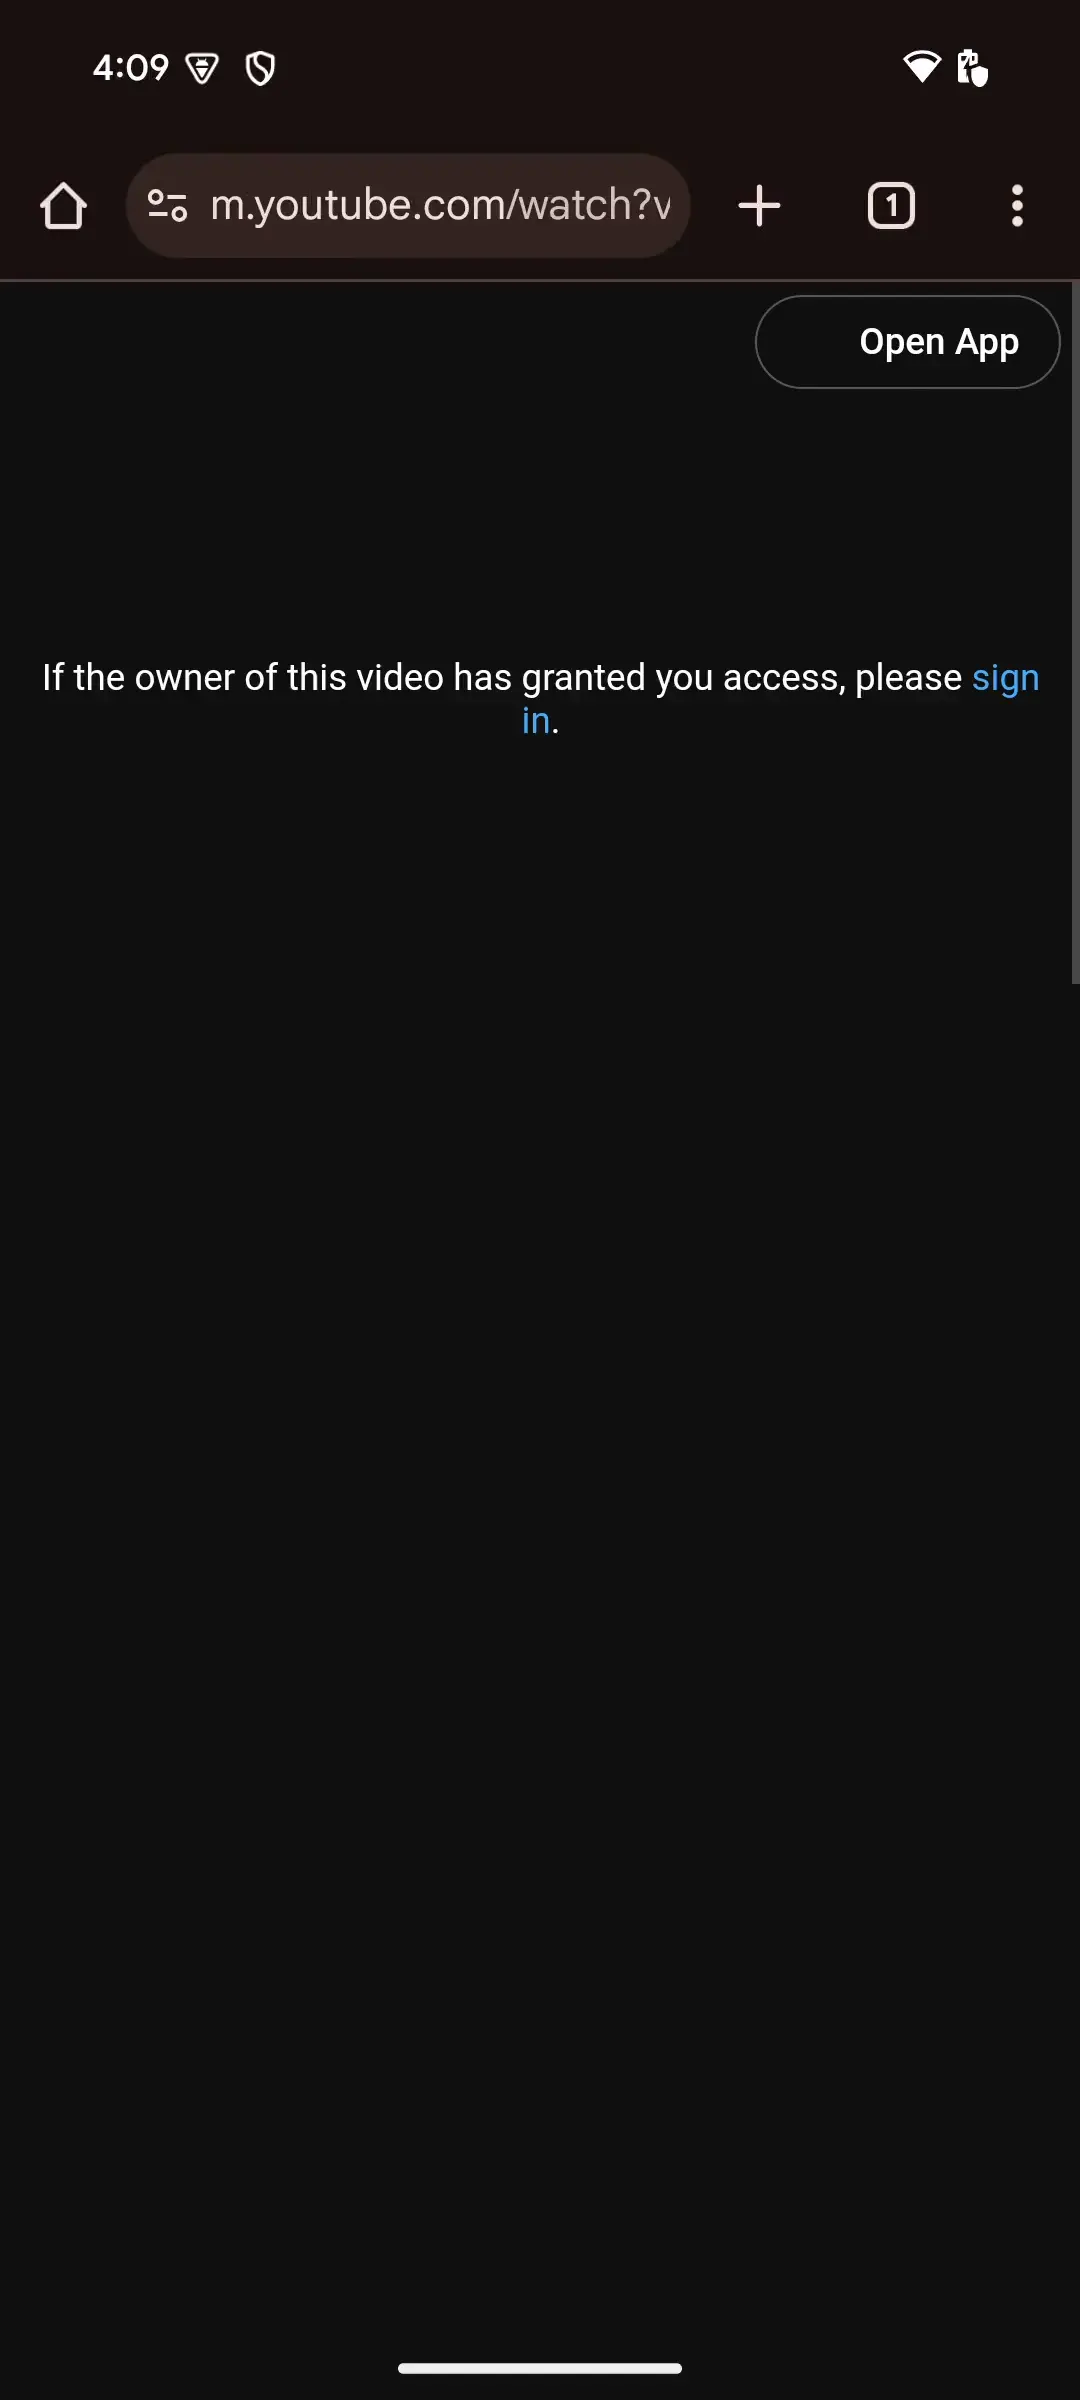 4:09
m.youtube.com/watch?v
1
Open App
If the owner of this video has granted you access, please sign
in.